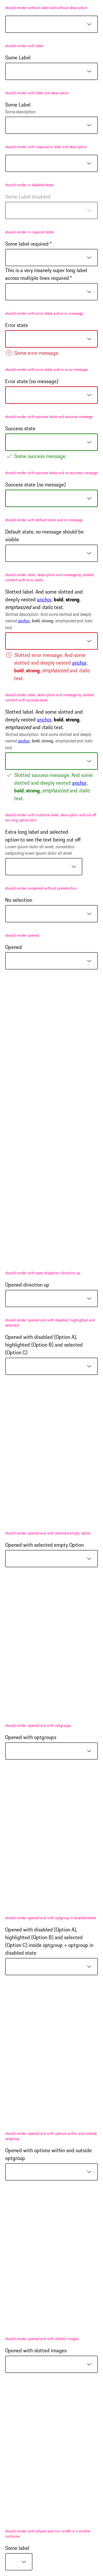 should render without label and without description
should render with label
Some Label
should render with label and description
Some Label
Some description
should render with responsive label and description
should render in disabled state
Some Label disabled
should render in required state
Some label required *
This is a very insanely super long label
across multiple lines required *
should render with error state and error message
Error state
Some error message.
should render with error state and no error message
Error state (no message)
should render with success state and success message
Success state
Some success message.
should render with success state and no success message
Success state (no message)
should render with default state and no message
Default state, no message should be
visible
should render label, description and message by slotted
content with error state
Slotted label. And some slotted and
deeply nested anchor, bold, strong,
emphasized and italic text.
Slotted description. And some slotted and deeply
nested anchor, bold, strong, emphasized and italic
text.
Slotted error message. And some
slotted and deeply nested anchor,
bold, strong, emphasized and italic
text.
should render label, description and message by slotted
content with success state
Slotted label. And some slotted and
deeply nested anchor, bold, strong,
emphasized and italic text.
Slotted description. And some slotted and deeply
nested anchor, bold, strong, emphasized and italic
text.
Slotted success message. And some
slotted and deeply nested anchor,
bold, strong, emphasized and italic
text.
should render with multiline label, description and cut off
too long option text
Extra long label and selected
option to see the text being cut off
Lorem ipsum dolor sit amet, consetetur
sadipscing lorem ipsum dolor sit amet
should render unopened without preselection
No selection
should render opened
Opened
should render with open dropdown direction up
Opened direction up
should render opened and with disabled, highlighted and
selected
Opened with disabled (Option A),
highlighted (Option B) and selected
(Option C)
should render opened and with selected empty option
Opened with selected empty Option
should render opened and with optgroups
Opened with optgroups
should render opened and with optgroup in disabled state
Opened with disabled (Option A),
highlighted (Option B) and selected
(Option C) inside optgroup + optgroup in
disabled state
should render opened and with options within and outside
optgroup
Opened with options within and outside
optgroup
should render opened and with slotted images
Opened with slotted images
should render with ellipsis and min-width in a smaller
container
Some label